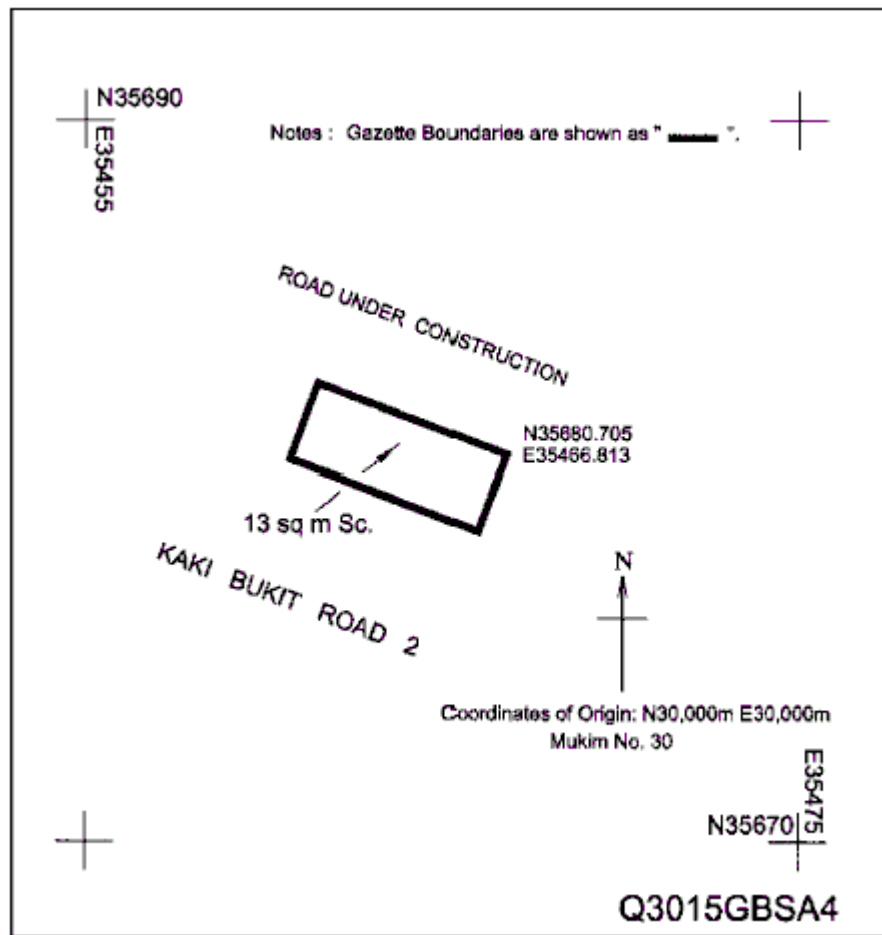 N35690
E35455
Notes : Gazette Boundaries are shown as " ".
ROAD UNDER CONSTRUCTION
N35680.705
E35466.813
13 sq m Sc.
KAKI BUKIT ROAD 2
N
Coordinates of Origin: N30,000m E30,000m
Mukim No. 30
E35475
N35670
Q3015GBSA4